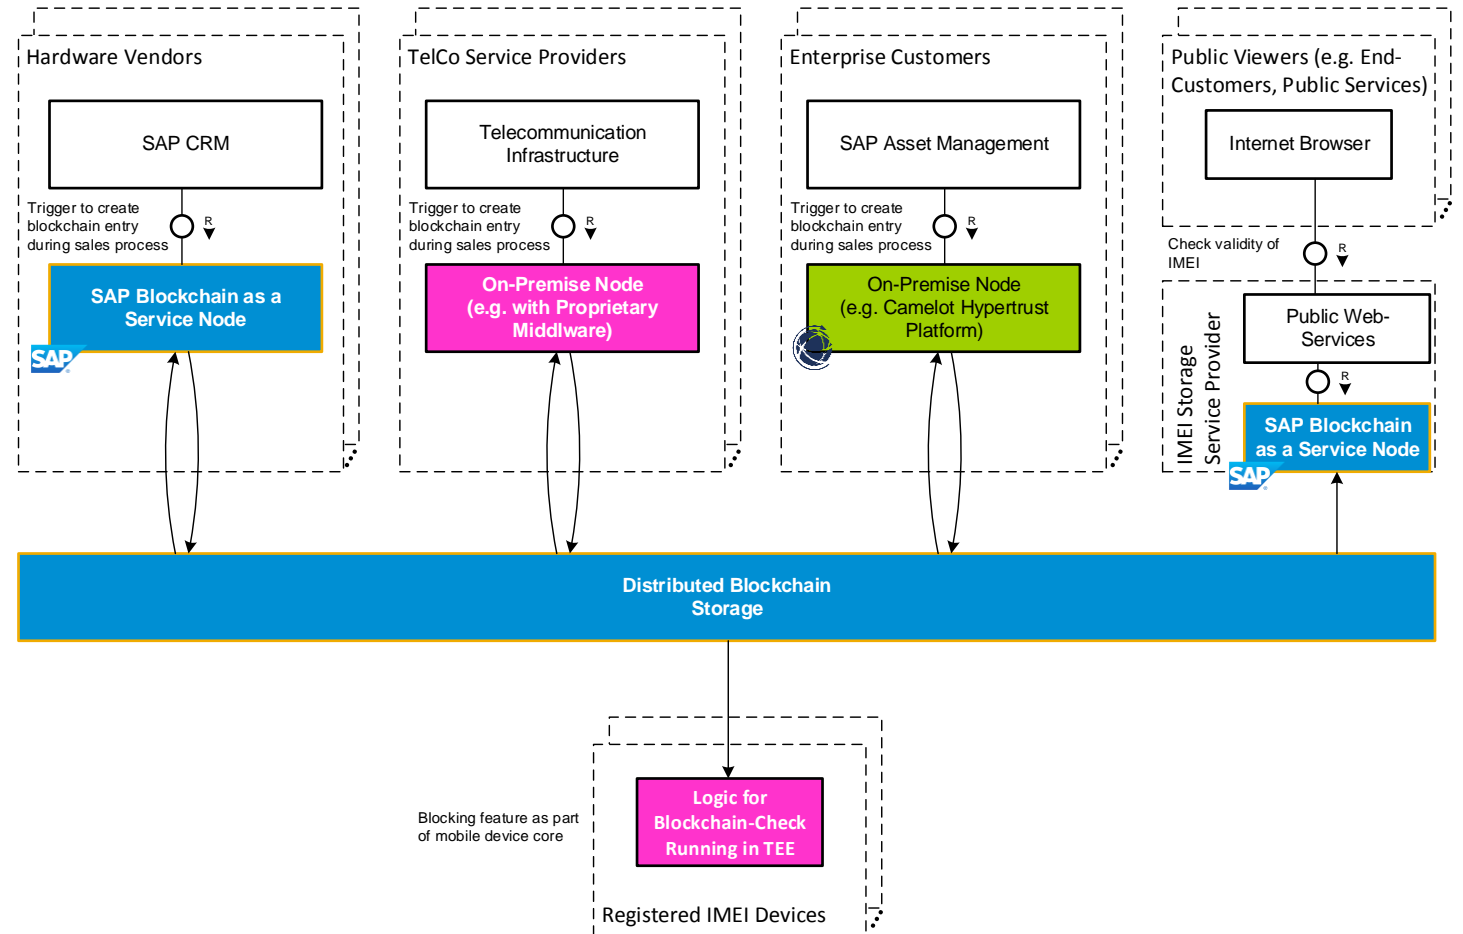 Hardware Vendors
SAP CRM
Trigger to create
blockchain entry
during sales process
R
SAP Blockchain as a
Service Node
SAP
TelCo Service Providers
Telecommunication
Infrastructure
Trigger to create
blockchain entry
during sales process
R
On-Premise Node
(e.g. with Proprietary
Middlware)
Enterprise Customers
SAP Asset Management
Trigger to create
blockchain entry
during sales process
R
On-Premise Node
(e.g. Camelot Hypertrust
Platform)
Public Viewers (e.g. End-
Customers, Public Services)
Internet Browser
Check validity of
IMEI
R
IMEI Storage
Service Provider
Public Web-
Services
R
SAP Blockchain
as a Service Node
SAP
Distributed Blockchain
Storage
Blocking feature as part
of mobile device core
Logic for
Blockchain-Check
Running in TEE
Registered IMEI Devices